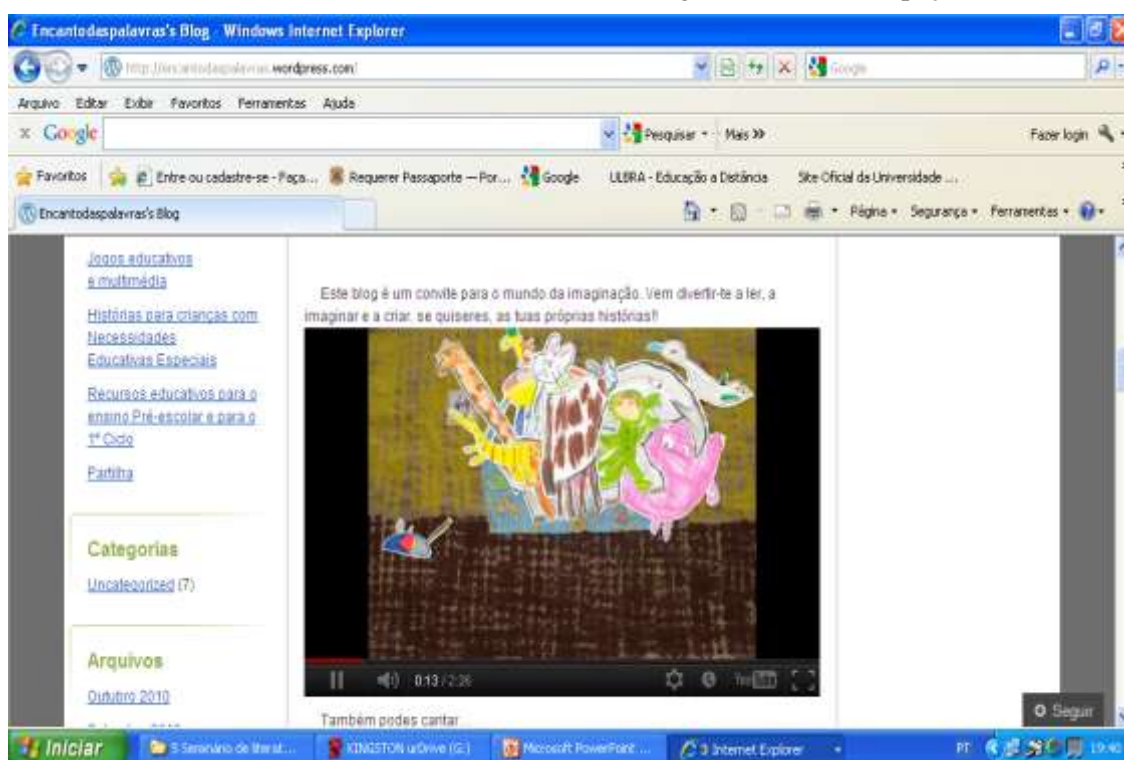 Encantodaspalavras's Blog - Windows Internet Explorer
http://encantodaspalavras.wordpress.com/
Google
Arquivo Editar Exibir Favoritos Ferramentas Ajuda
x Google Pesquisar Mais >> Fazer login
Favoritos Entre ou cadastre-se - Faça... Requerer Passaporte — Por... Google ULBRA - Educação a Distância Site Oficial da Universidade ...
Encantodaspalavras's Blog Página Segurança Ferramentas
Jogos educativos
e multimédia
Histórias para crianças com
Necessidades
Educativas Especiais
Recursos educativos para o
ensino Pré-escolar e para o
1º Ciclo
Partilha
Categorias
Uncategorized (7)
Arquivos
Outubro 2010
Este blog é um convite para o mundo da imaginação. Vem divertir-te a ler, a
imaginar e a criar, se quiseres, as tuas próprias histórias!!
0:13 / 2:26
YouTube
Também podes cantar...
Seguir
Iniciar Seminário de literat... KINGSTON urDrive (G:) Microsoft PowerPoint ... 3 Internet Explorer PT 19:40